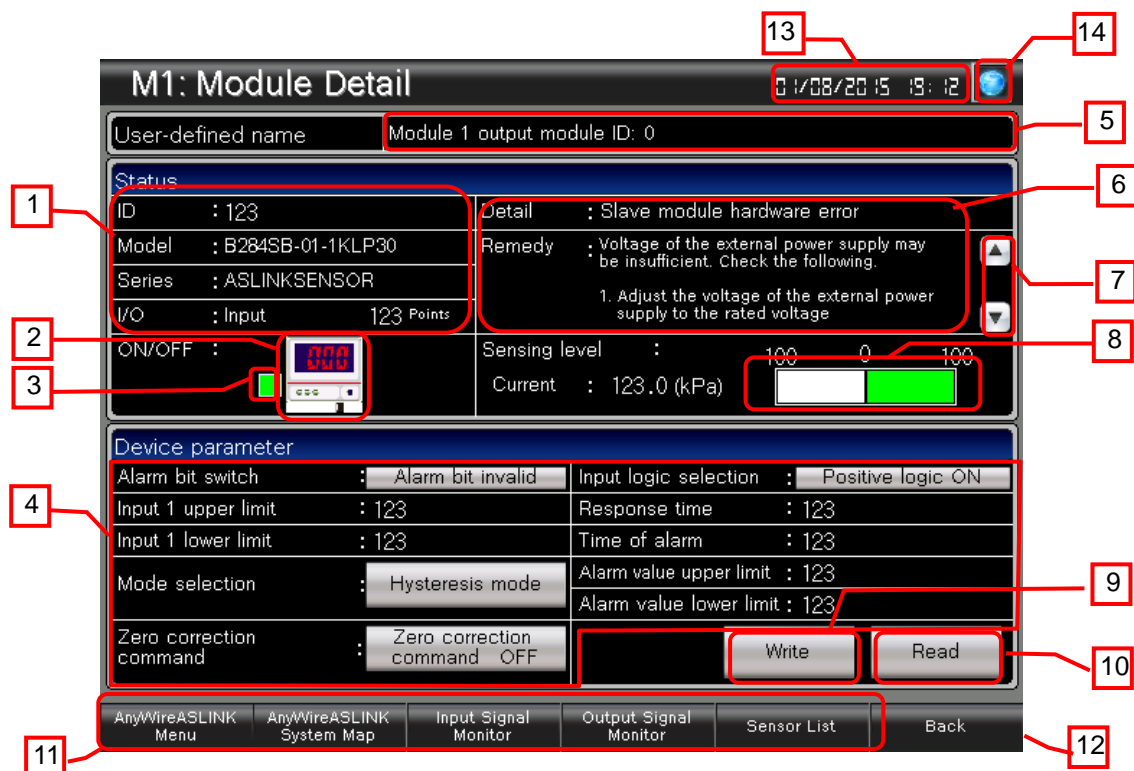 13
14
M1: Module Detail
01/08/2015 19:12
User-defined name
Module 1 output module ID: 0
5
Status
1
6
ID : 123
Detail : Slave module hardware error
Model : B284SB-01-1KLP30
Remedy : Voltage of the external power supply may
be insufficient. Check the following.
Series : ASLINKSENSOR
1. Adjust the voltage of the external power
supply to the rated voltage
7
I/O : Input 123 Points
2
ON/OFF :
000
Sensing level :
100 0 100
8
3
Current : 123.0 (kPa)
Device parameter
4
Alarm bit switch : Alarm bit invalid
Input logic selection : Positive logic ON
Input 1 upper limit : 123
Response time : 123
Input 1 lower limit : 123
Time of alarm : 123
Mode selection : Hysteresis mode
Alarm value upper limit : 123
Alarm value lower limit : 123
9
Zero correction
command : Zero correction
command OFF
Write
Read
10
AnyWireASLINK
Menu
AnyWireASLINK
System Map
Input Signal
Monitor
Output Signal
Monitor
Sensor List
Back
11
12